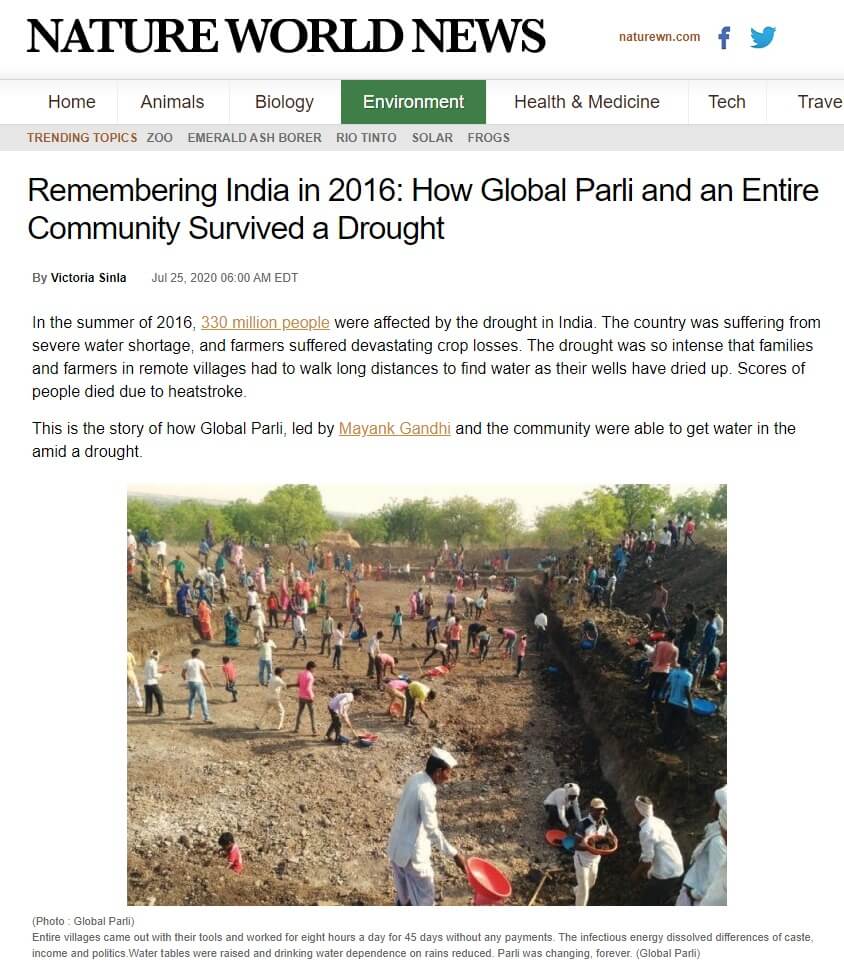 NATURE WORLD NEWS
naturewn.com
Home Animals Biology Environment Health & Medicine Tech Trave
TRENDING TOPICS ZOO EMERALD ASH BORER RIO TINTO SOLAR FROGS
Remembering India in 2016: How Global Parli and an Entire
Community Survived a Drought
By Victoria Sinla Jul 25, 2020 06:00 AM EDT
In the summer of 2016, 330 million people were affected by the drought in India. The country was suffering from
severe water shortage, and farmers suffered devastating crop losses. The drought was so intense that families
and farmers in remote villages had to walk long distances to find water as their wells have dried up. Scores of
people died due to heatstroke.
This is the story of how Global Parli, led by Mayank Gandhi and the community were able to get water in the
amid a drought.
(Photo : Global Parli)
Entire villages came out with their tools and worked for eight hours a day for 45 days without any payments. The infectious energy dissolved differences of caste,
income and politics.Water tables were raised and drinking water dependence on rains reduced. Parli was changing, forever. (Global Parli)